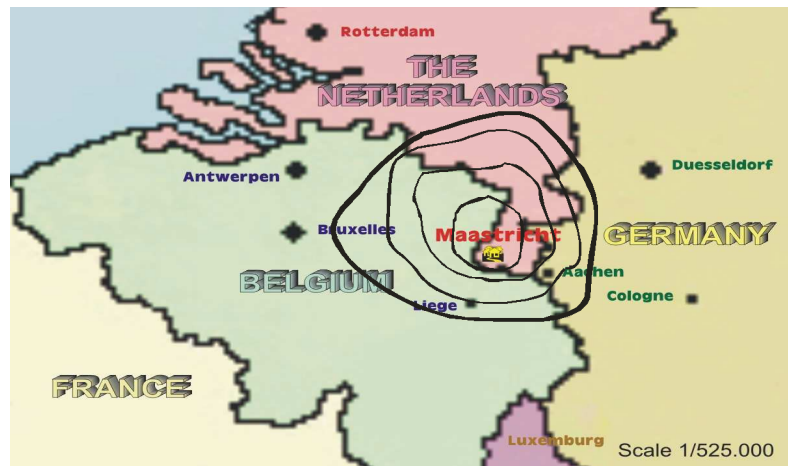 Rotterdam
THE
NETHERLANDS
Antwerpen
Duesseldorf
Bruxelles
Maastricht
GERMANY
BELGIUM
Aachen
Cologne
Liege
FRANCE
Luxemburg
Scale 1/525.000